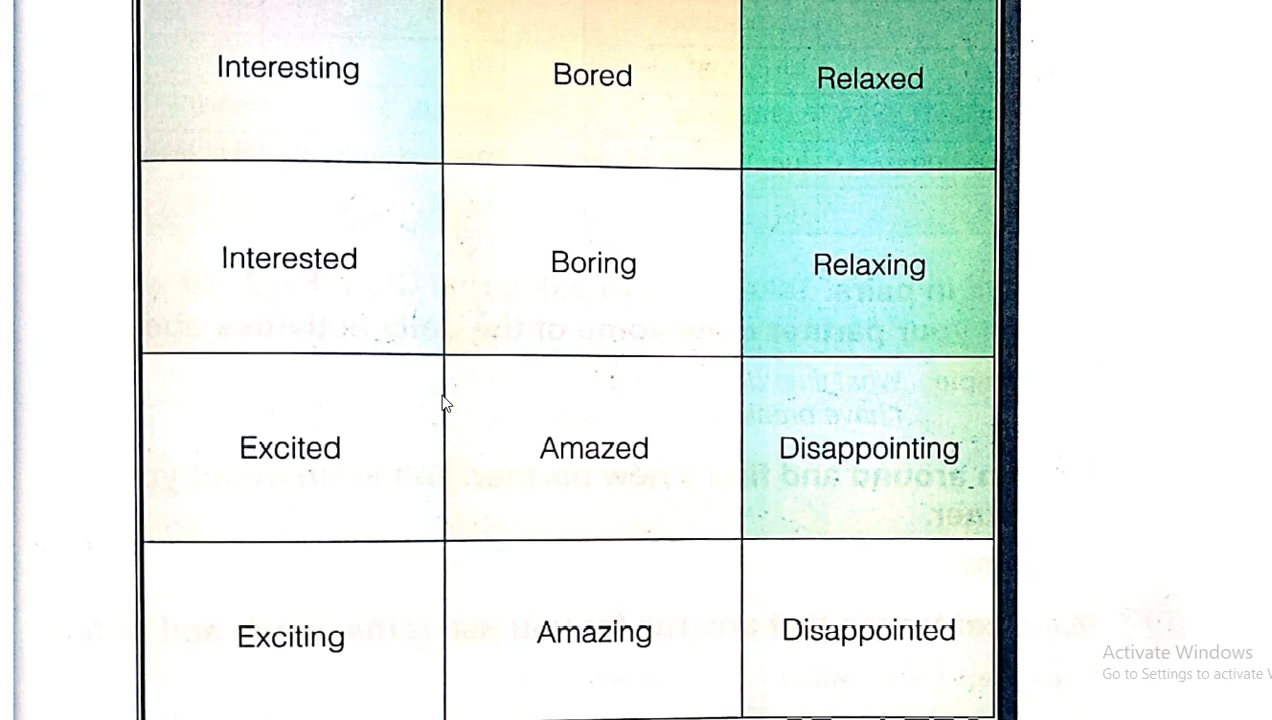 Interesting Bored Relaxed
Interested Boring Relaxing
Excited Amazed Disappointing
Exciting Amazing Disappointed
Activate Windows
Go to Settings to activate